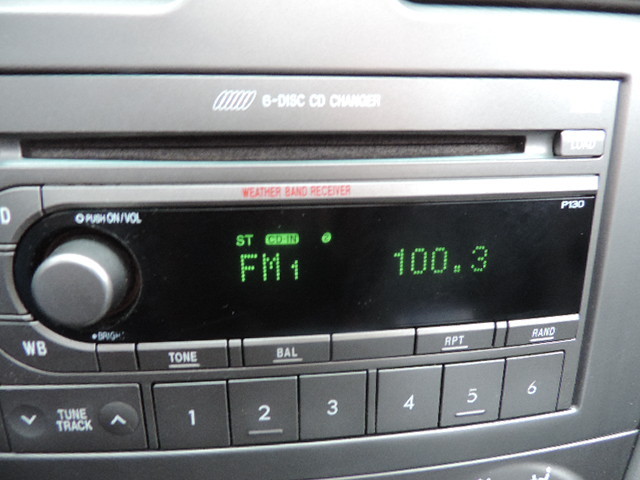 6-DISC CD CHANGER
LOAD
WEATHER BAND RECEIVER
P130
D
PUSH ON/VOL
ST CD-IN
FM1 100.3
BRIGHT
WB
TONE BAL RPT RAND
TUNE
TRACK
1 2 3 4 5 6